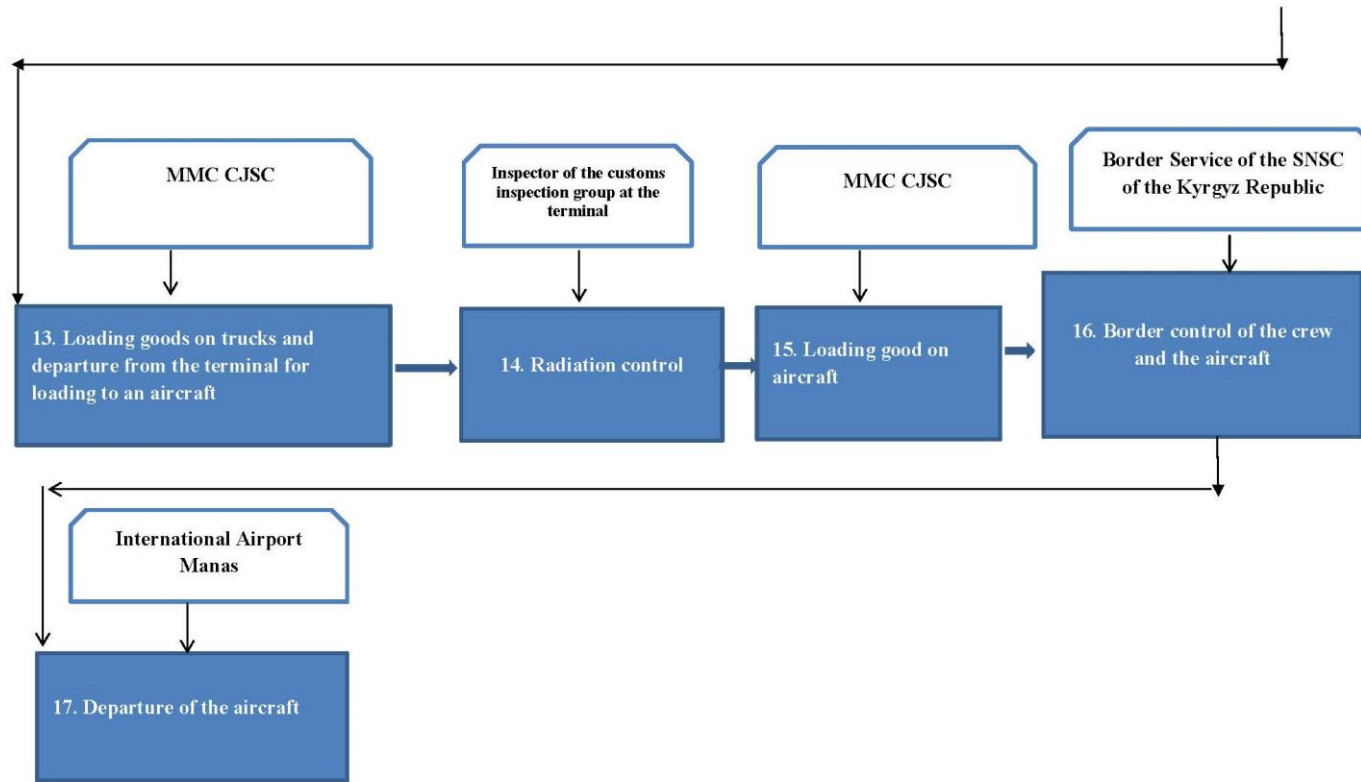 MMC CJSC
Inspector of the customs
inspection group at the
terminal
MMC CJSC
Border Service of the SNSC
of the Kyrgyz Republic
13. Loading goods on trucks and
departure from the terminal for
loading to an aircraft
14. Radiation control
15. Loading good on
aircraft
16. Border control of the crew
and the aircraft
International Airport
Manas
17. Departure of the aircraft